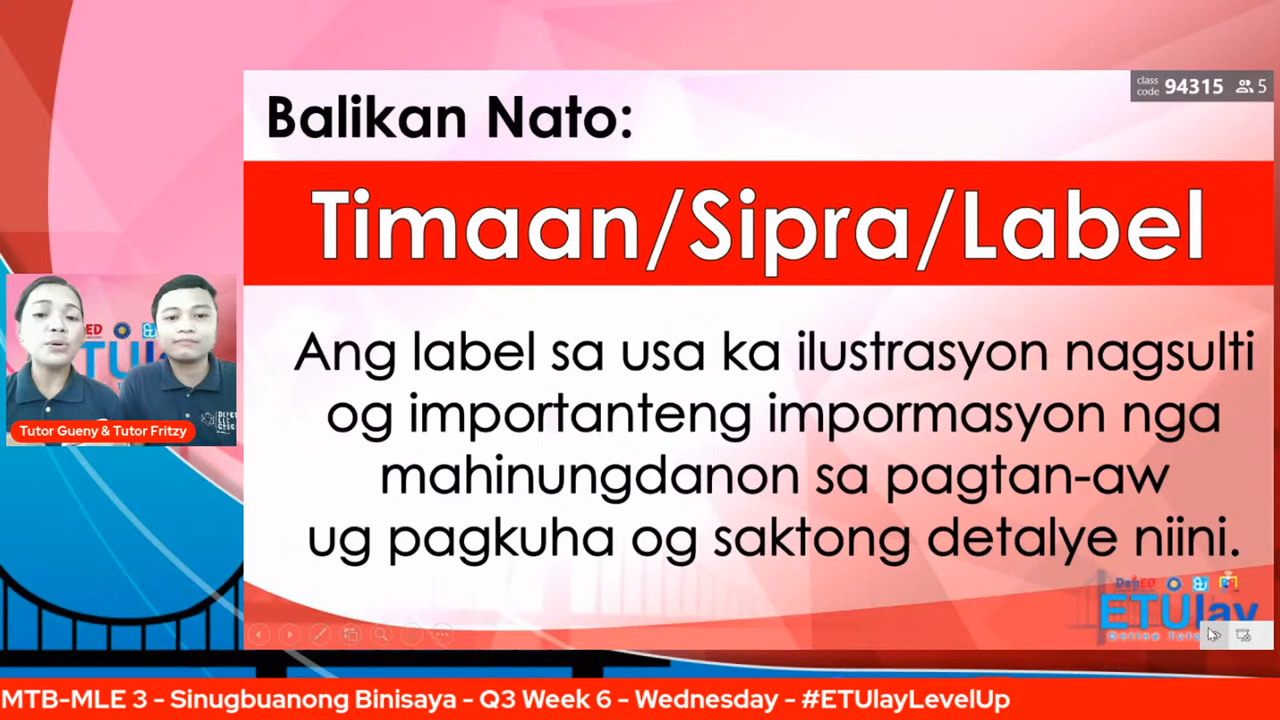 Balikan Nato:
class code 94315 5
Timaan/Sipra/Label
Ang label sa usa ka ilustrasyon nagsulti
og importanteng impormasyon nga
mahinungdanon sa pagtan-aw
ug pagkuha og saktong detalye niini.
Tutor Gueny & Tutor Fritzy
DepED
ETUlay
MTB-MLE 3 - Sinugbuanong Binisaya - Q3 Week 6 - Wednesday - #ETUlayLevelUp